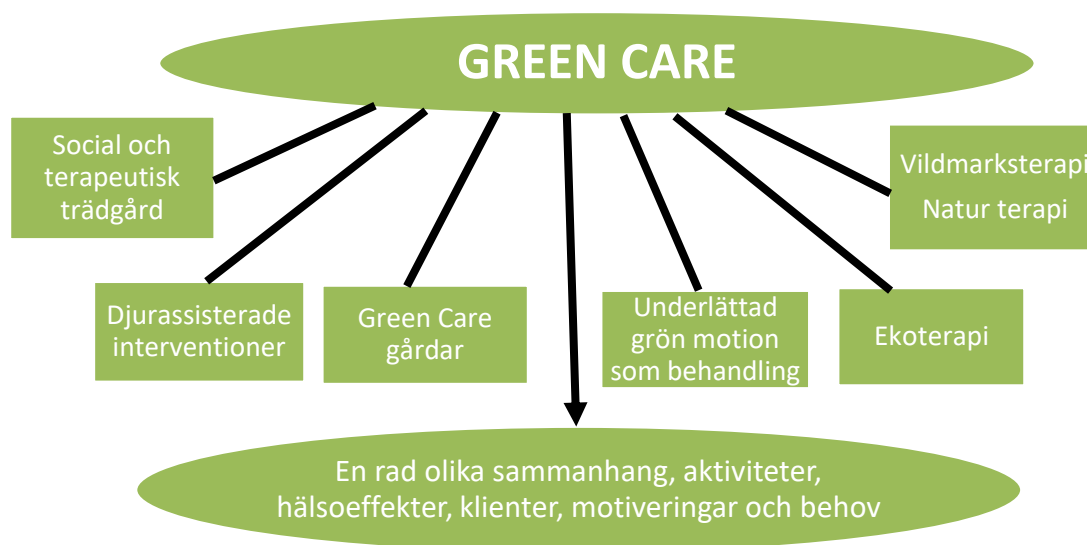 GREEN CARE
Social och
terapeutisk
trädgård
Vildmarksterapi
Natur terapi
Djurassisterade
interventioner
Green Care
gårdar
Underlättad
grön motion
som behandling
Ekoterapi
En rad olika sammanhang, aktiviteter,
hälsoeffekter, klienter, motiveringar och behov